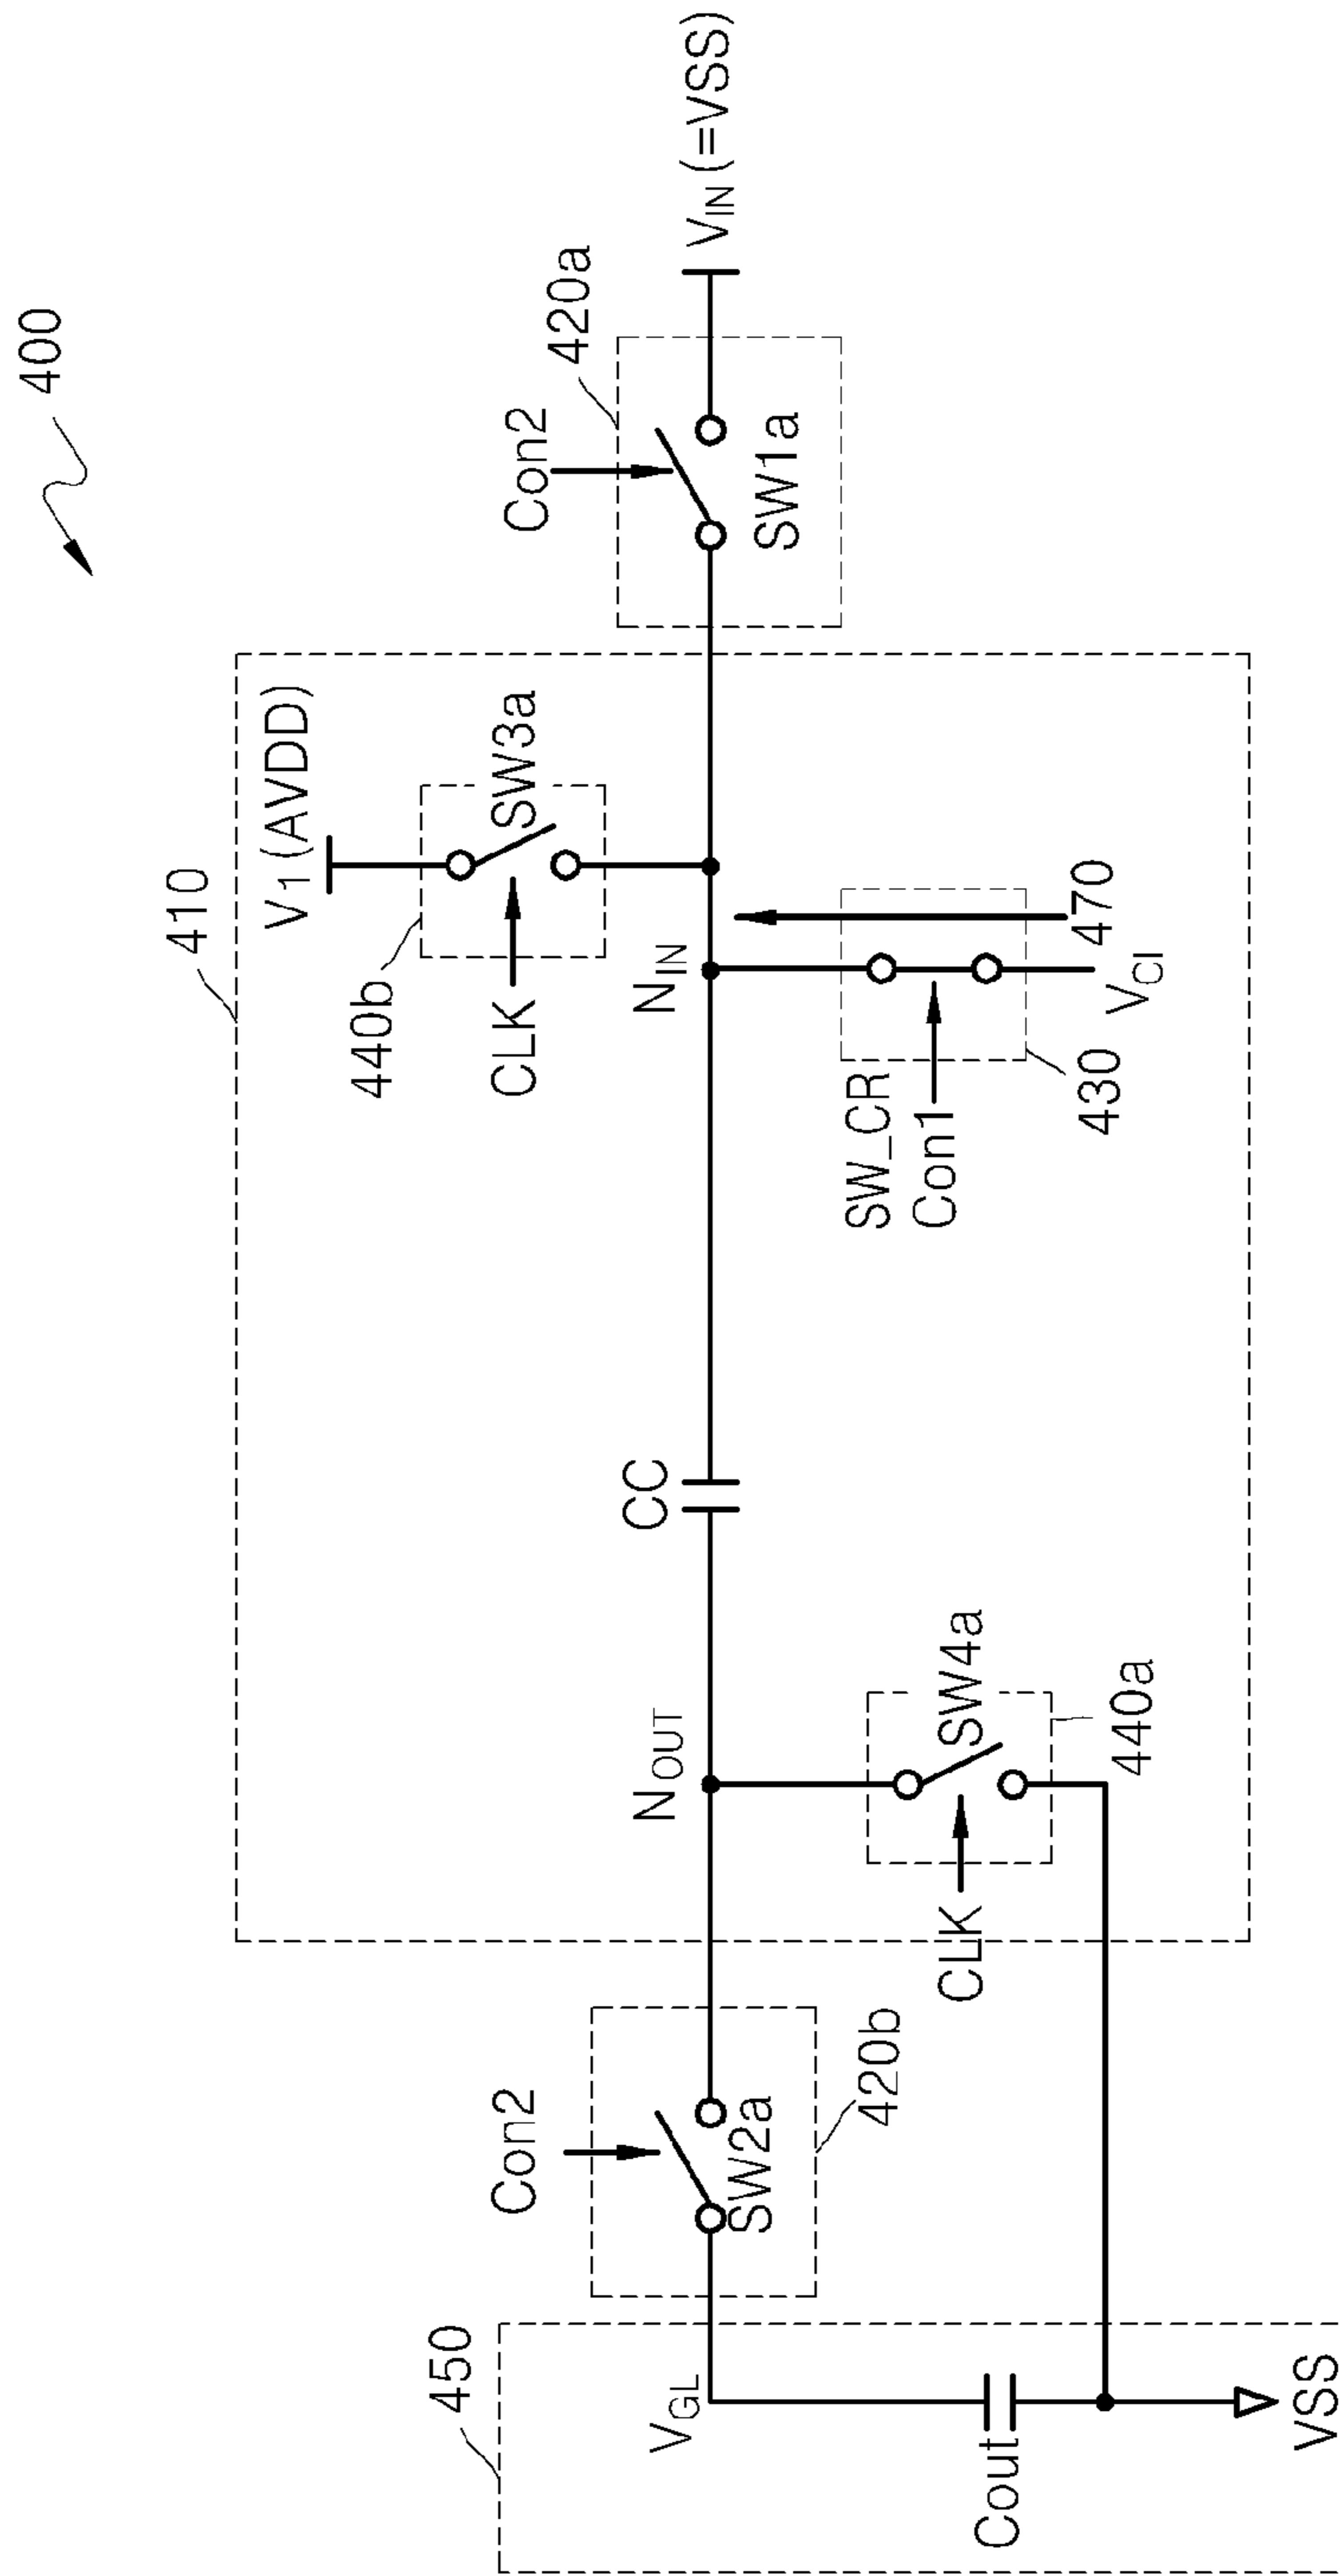 400
410
V1 (AVDD)
440b
SW3a
CLK
Con2
420a
SW1a
VIN (=VSS)
NIN
SW_CR
Con1
430
VCI
470
CC
NOUT
SW4a
CLK
440a
Con2
SW2a
420b
450
VGL
Cout
VSS